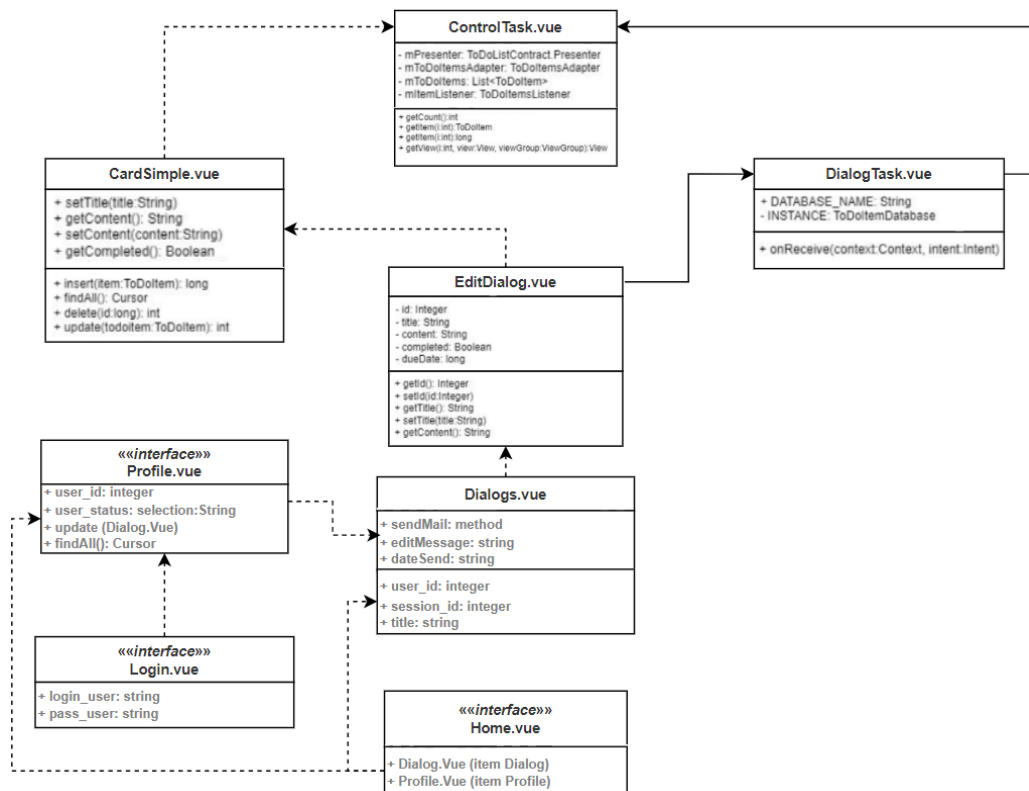 ControlTask.vue
- mPresenter: ToDoListContract.Presenter
- mToDoItemsAdapter: ToDoItemsAdapter
- mToDoItems: List<ToDoItem>
- mItemListener: ToDoItemsListener
+ getCount():int
+ getItem(i:int):ToDoItem
+ getItem(i:int):long
+ getView(i:int, view:View, viewGroup:ViewGroup):View
CardSimple.vue
+ setTitle(title:String)
+ getContent(): String
+ setContent(content:String)
+ getCompleted(): Boolean
+ insert(item:ToDoItem): long
+ findAll(): Cursor
+ delete(id:long): int
+ update(todoitem:ToDoItem): int
DialogTask.vue
+ DATABASE_NAME: String
- INSTANCE: ToDoItemDatabase
+ onReceive(context:Context, intent:Intent)
EditDialog.vue
- id: Integer
- title: String
- content: String
- completed: Boolean
- dueDate: long
+ getId(): Integer
+ setId(id:Integer)
+ getTitle(): String
+ setTitle(title:String)
+ getContent(): String
««interface»»
Profile.vue
+ user_id: integer
+ user_status: selection:String
+ update (Dialog.Vue)
+ findAll(): Cursor
Dialogs.vue
+ sendMail: method
+ editMessage: string
+ dateSend: string
+ user_id: integer
+ session_id: integer
+ title: string
««interface»»
Login.vue
+ login_user: string
+ pass_user: string
««interface»»
Home.vue
+ Dialog.Vue (item Dialog)
+ Profile.Vue (item Profile)